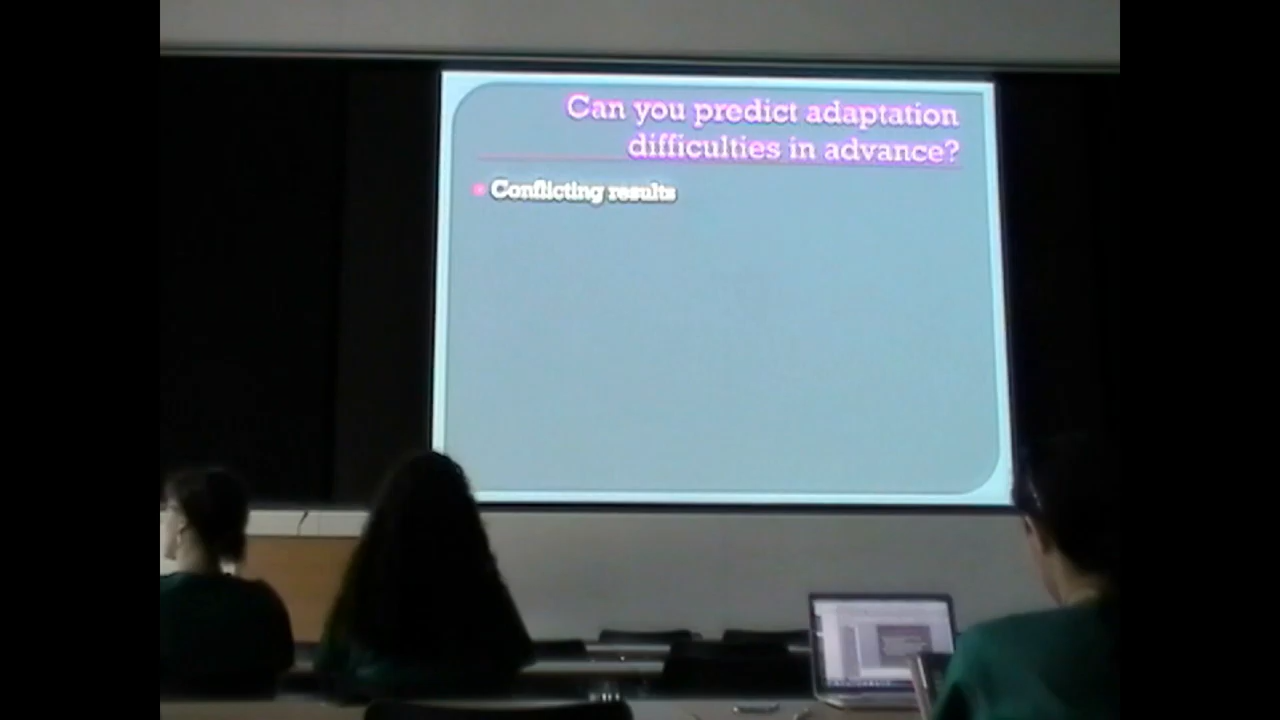 Can you predict adaptation
difficulties in advance?
Conflicting results